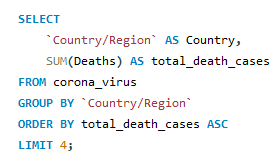 SELECT
    `Country/Region` AS Country,
    SUM(Deaths) AS total_death_cases
FROM corona_virus
GROUP BY `Country/Region`
ORDER BY total_death_cases ASC
LIMIT 4;